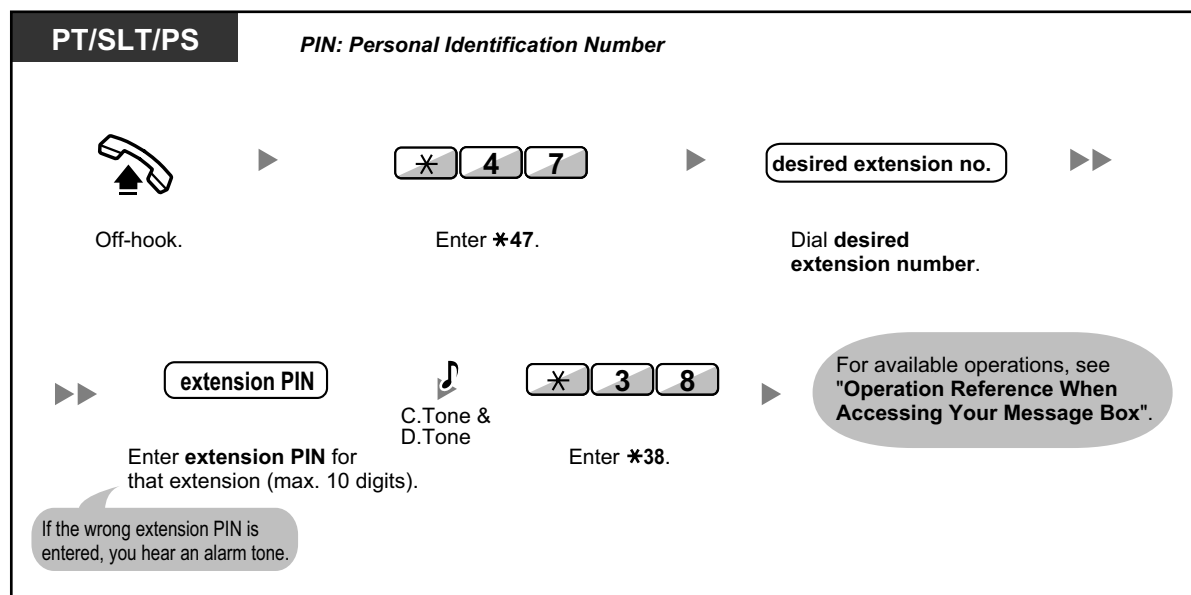 PT/SLT/PS
PIN: Personal Identification Number
* 4 7
desired extension no.
Off-hook.
Enter *47.
Dial desired
extension number.
extension PIN
C.Tone &
D.Tone
* 3 8
For available operations, see
"Operation Reference When
Accessing Your Message Box".
Enter extension PIN for
that extension (max. 10 digits).
Enter *38.
If the wrong extension PIN is
entered, you hear an alarm tone.